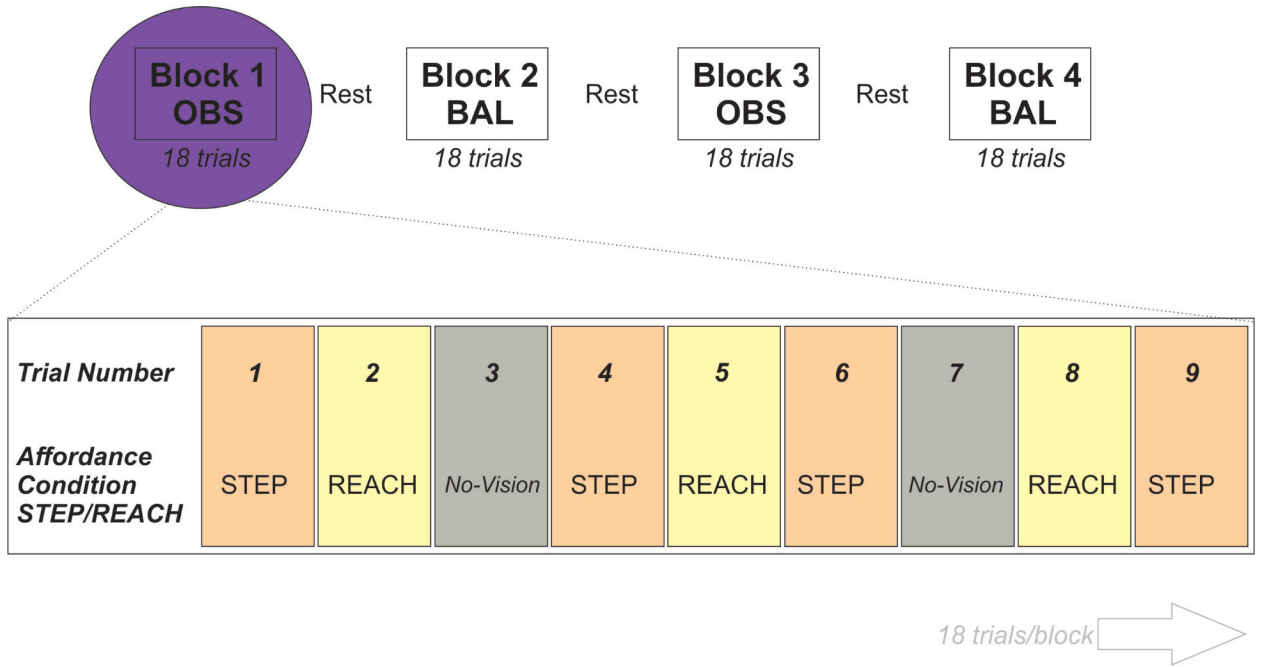 Block 1
OBS
18 trials
Rest
Block 2
BAL
18 trials
Rest
Block 3
OBS
18 trials
Rest
Block 4
BAL
18 trials
Trial Number 1 2 3 4 5 6 7 8 9
Affordance
Condition
STEP/REACH
STEP REACH No-Vision STEP REACH STEP No-Vision REACH STEP
18 trials/block